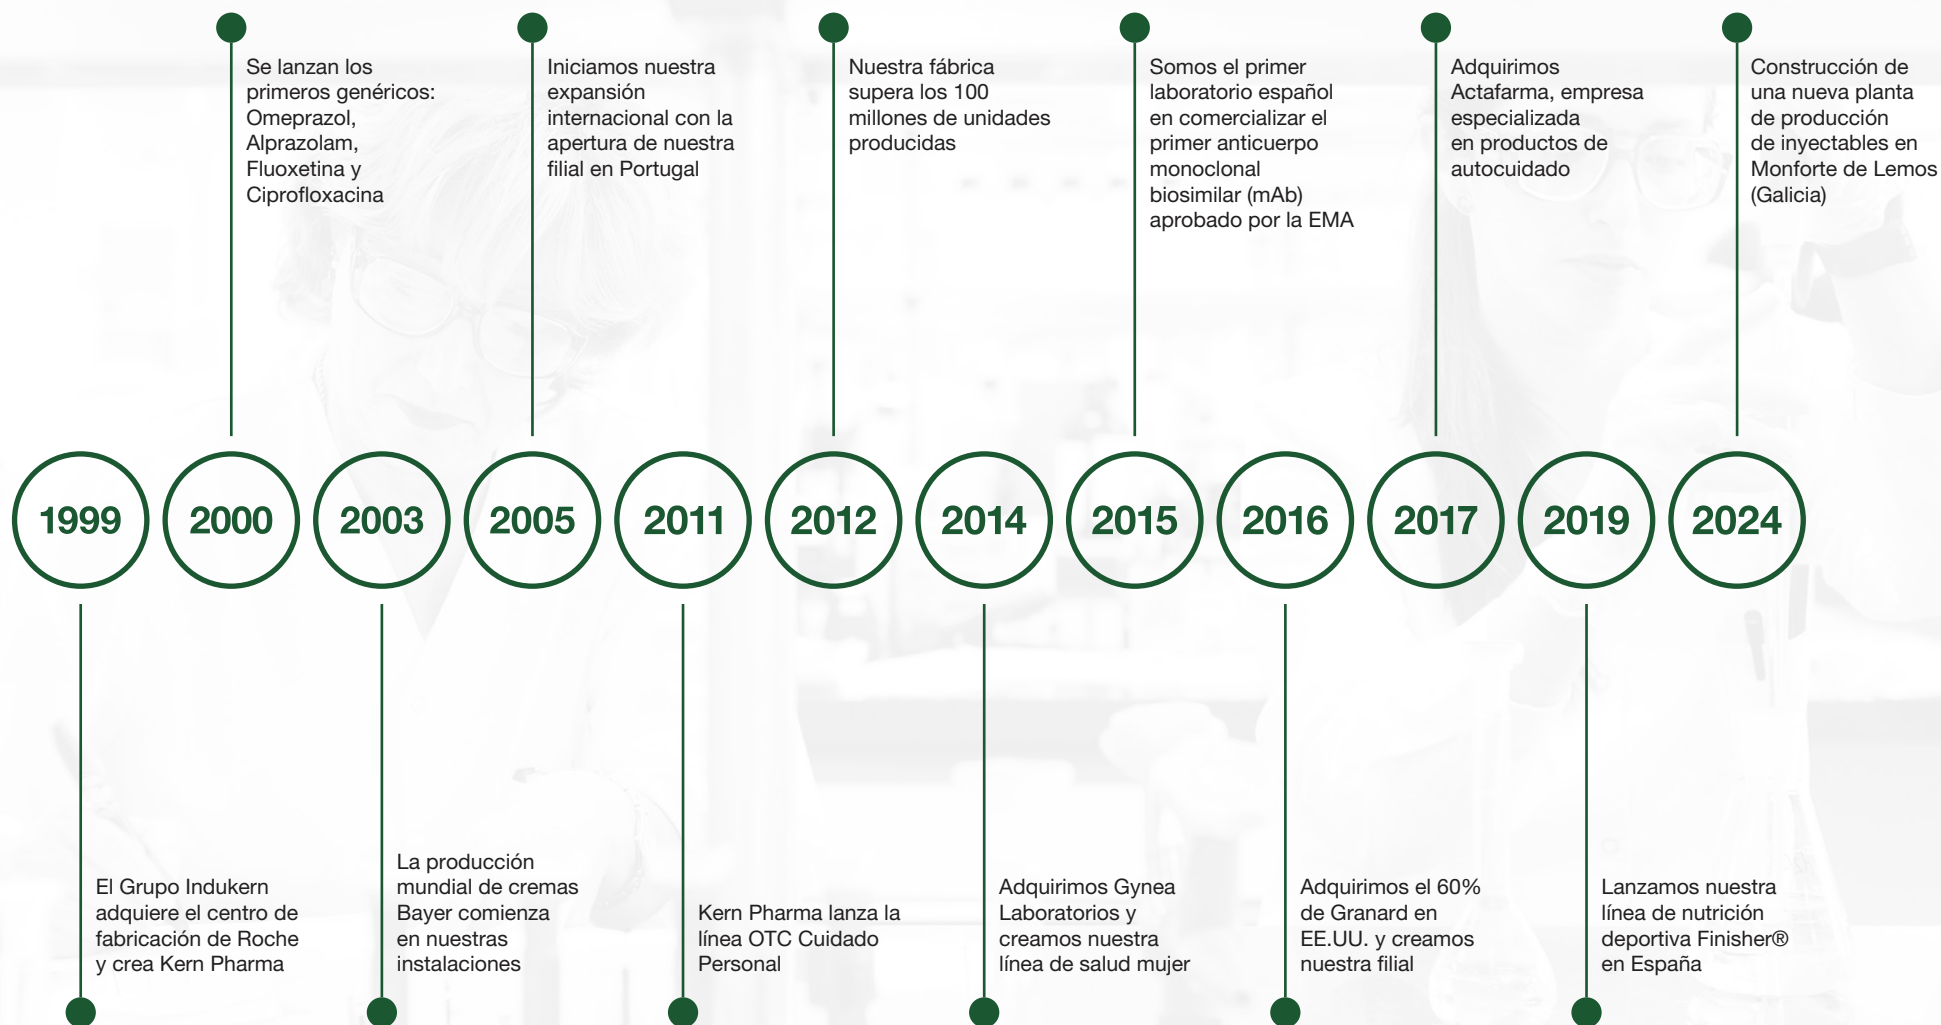 Se lanzan los
primeros genéricos:
Omeprazol,
Alprazolam,
Fluoxetina y
Ciprofloxacina
Iniciamos nuestra
expansión
internacional con la
apertura de nuestra
filial en Portugal
Nuestra fábrica
supera los 100
millones de unidades
producidas
Somos el primer
laboratorio español
en comercializar el
primer anticuerpo
monoclonal
biosimilar (mAb)
aprobado por la EMA
Adquirimos
Actafarma, empresa
especializada
en productos de
autocuidado
Construcción de
una nueva planta
de producción
de inyectables en
Monforte de Lemos
(Galicia)
1999
2000
2003
2005
2011
2012
2014
2015
2016
2017
2019
2024
El Grupo Indukern
adquiere el centro de
fabricación de Roche
y crea Kern Pharma
La producción
mundial de cremas
Bayer comienza
en nuestras
instalaciones
Kern Pharma lanza la
línea OTC Cuidado
Personal
Adquirimos Gynea
Laboratorios y
creamos nuestra
línea de salud mujer
Adquirimos el 60%
de Granard en
EE.UU. y creamos
nuestra filial
Lanzamos nuestra
línea de nutrición
deportiva Finisher®
en España